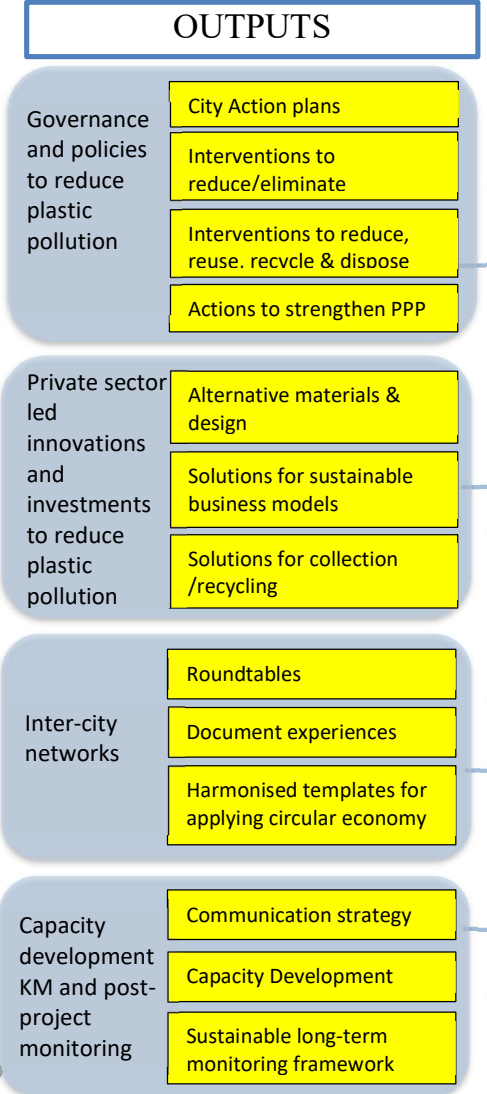 OUTPUTS
Governance
and policies
to reduce
plastic
pollution
City Action plans
Interventions to
reduce/eliminate
Interventions to reduce,
reuse, recycle & dispose
Actions to strengthen PPP
Private sector
led
innovations
and
investments
to reduce
plastic
pollution
Alternative materials &
design
Solutions for sustainable
business models
Solutions for collection
/recycling
Inter-city
networks
Roundtables
Document experiences
Harmonised templates for
applying circular economy
Capacity
development
KM and post-
project
monitoring
Communication strategy
Capacity Development
Sustainable long-term
monitoring framework